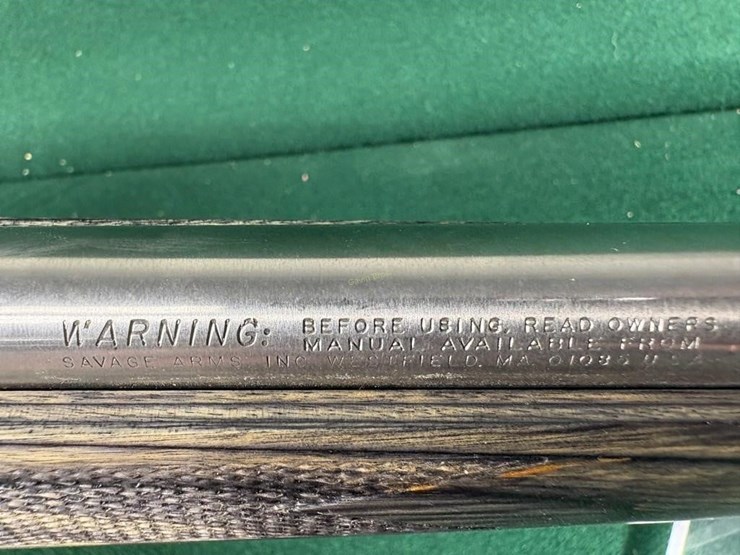 WARNING: BEFORE USING, READ OWNERS
MANUAL AVAILABLE FROM
SAVAGE ARMS INC WESTFIELD, MA 01085 USA